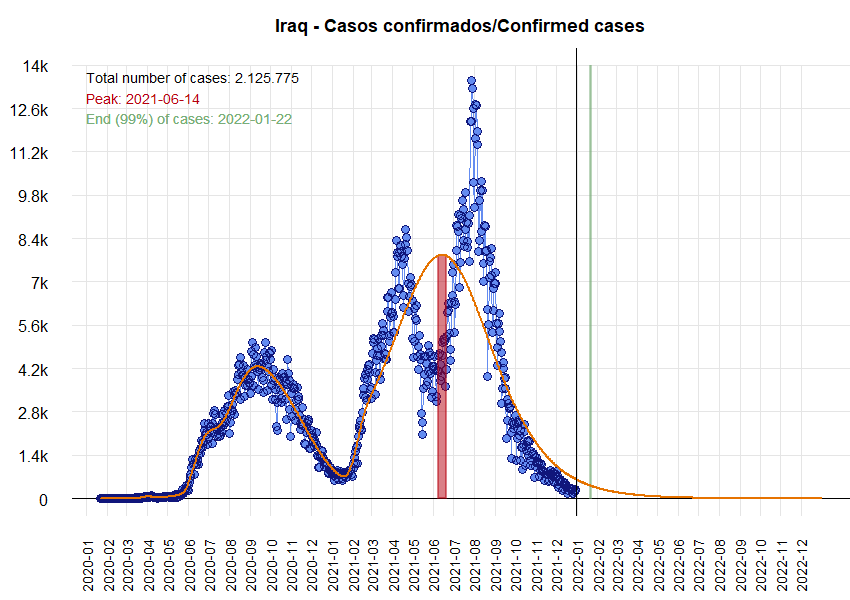 Iraq - Casos confirmados/Confirmed cases
Total number of cases: 2.125.775
Peak: 2021-06-14
End (99%) of cases: 2022-01-22
14k
12.6k
11.2k
9.8k
8.4k
7k
5.6k
4.2k
2.8k
1.4k
0
2020-01
2020-02
2020-03
2020-04
2020-05
2020-06
2020-07
2020-08
2020-09
2020-10
2020-11
2020-12
2021-01
2021-02
2021-03
2021-04
2021-05
2021-06
2021-07
2021-08
2021-09
2021-10
2021-11
2021-12
2022-01
2022-02
2022-03
2022-04
2022-05
2022-06
2022-07
2022-08
2022-09
2022-10
2022-11
2022-12